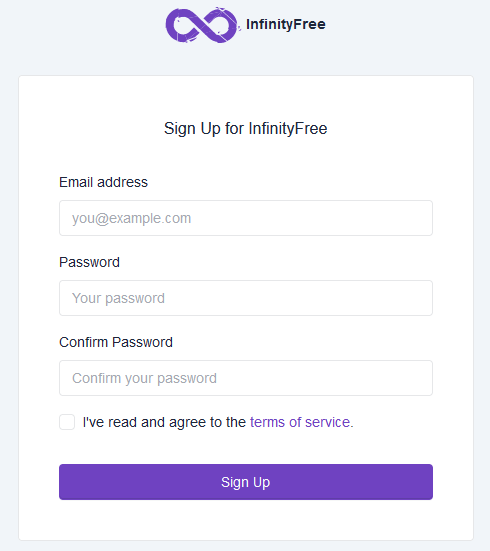 InfinityFree
Sign Up for InfinityFree
Email address
you@example.com
Password
Your password
Confirm Password
Confirm your password
I've read and agree to the terms of service.
Sign Up